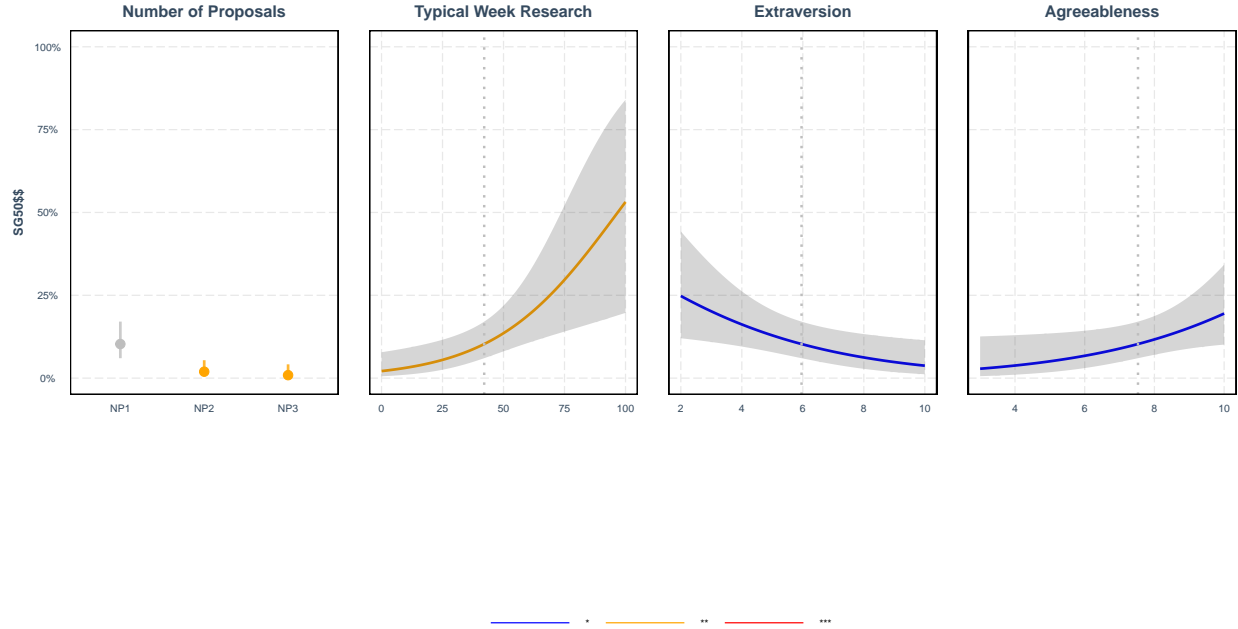 Number of Proposals
Typical Week Research
Extraversion
Agreeableness
SG50$$
100%
75%
50%
25%
0%
NP1 NP2 NP3
0 25 50 75 100
2 4 6 8 10
4 6 8 10
* ** ***